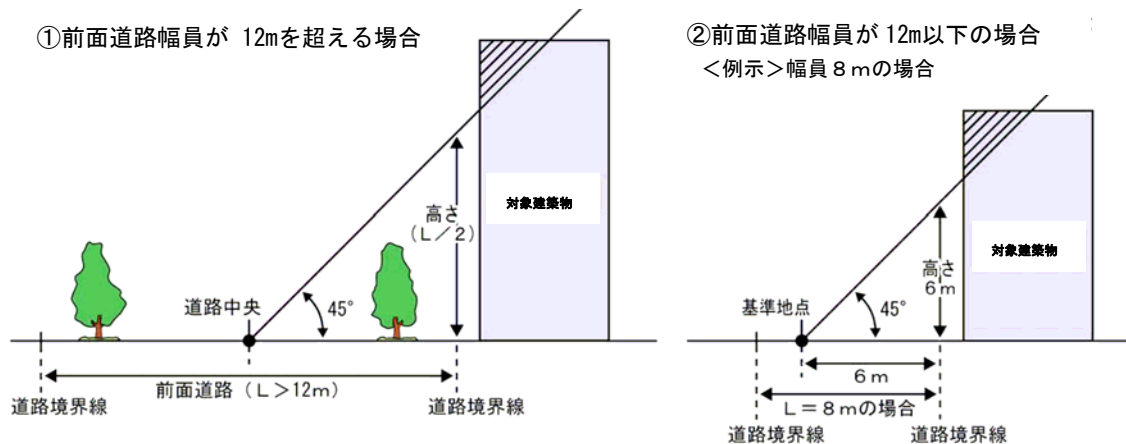 ①前面道路幅員が 12mを超える場合
対象建築物
高さ
(L/2)
道路中央
45°
前面道路(L>12m)
道路境界線
道路境界線
②前面道路幅員が 12m以下の場合
<例示>幅員8mの場合
対象建築物
高さ
6m
基準地点
45°
6m
L=8mの場合
道路境界線
道路境界線